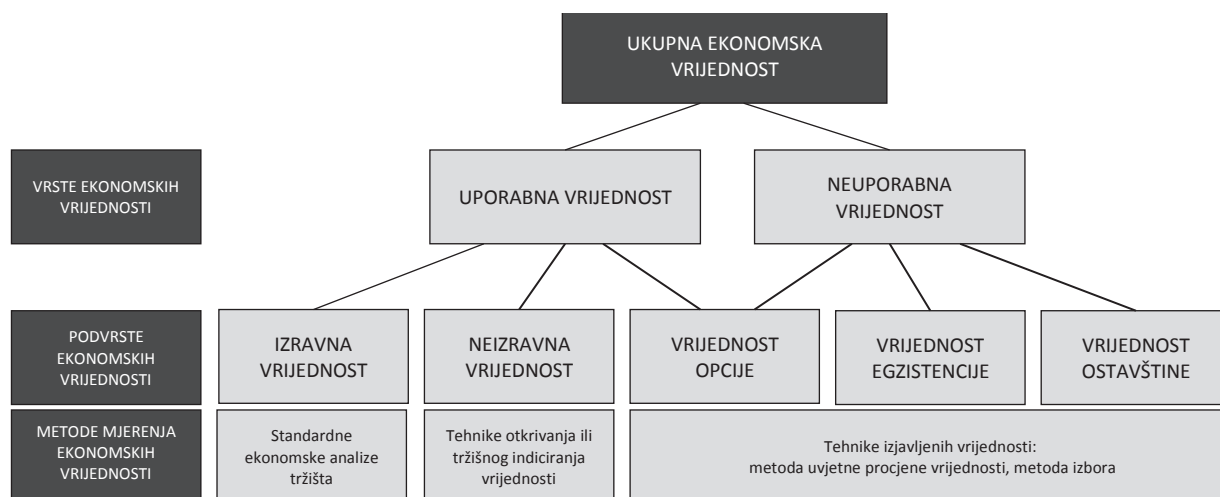 UKUPNA EKONOMSKA
VRIJEDNOST
VRSTE EKONOMSKIH
VRIJEDNOSTI
UPORABNA VRIJEDNOST
NEUPORABNA
VRIJEDNOST
PODVRSTE
EKONOMSKIH
VRIJEDNOSTI
IZRAVNA
VRIJEDNOST
NEIZRAVNA
VRIJEDNOST
VRIJEDNOST
OPCIJE
VRIJEDNOST
EGZISTENCIJE
VRIJEDNOST
OSTAVŠTINE
METODE MJERENJA
EKONOMSKIH
VRIJEDNOSTI
Standardne
ekonomske analize
tržišta
Tehnike otkrivanja ili
tržišnog indiciranja
vrijednosti
Tehnike izjavljenih vrijednosti:
metoda uvjetne procjene vrijednosti, metoda izbora